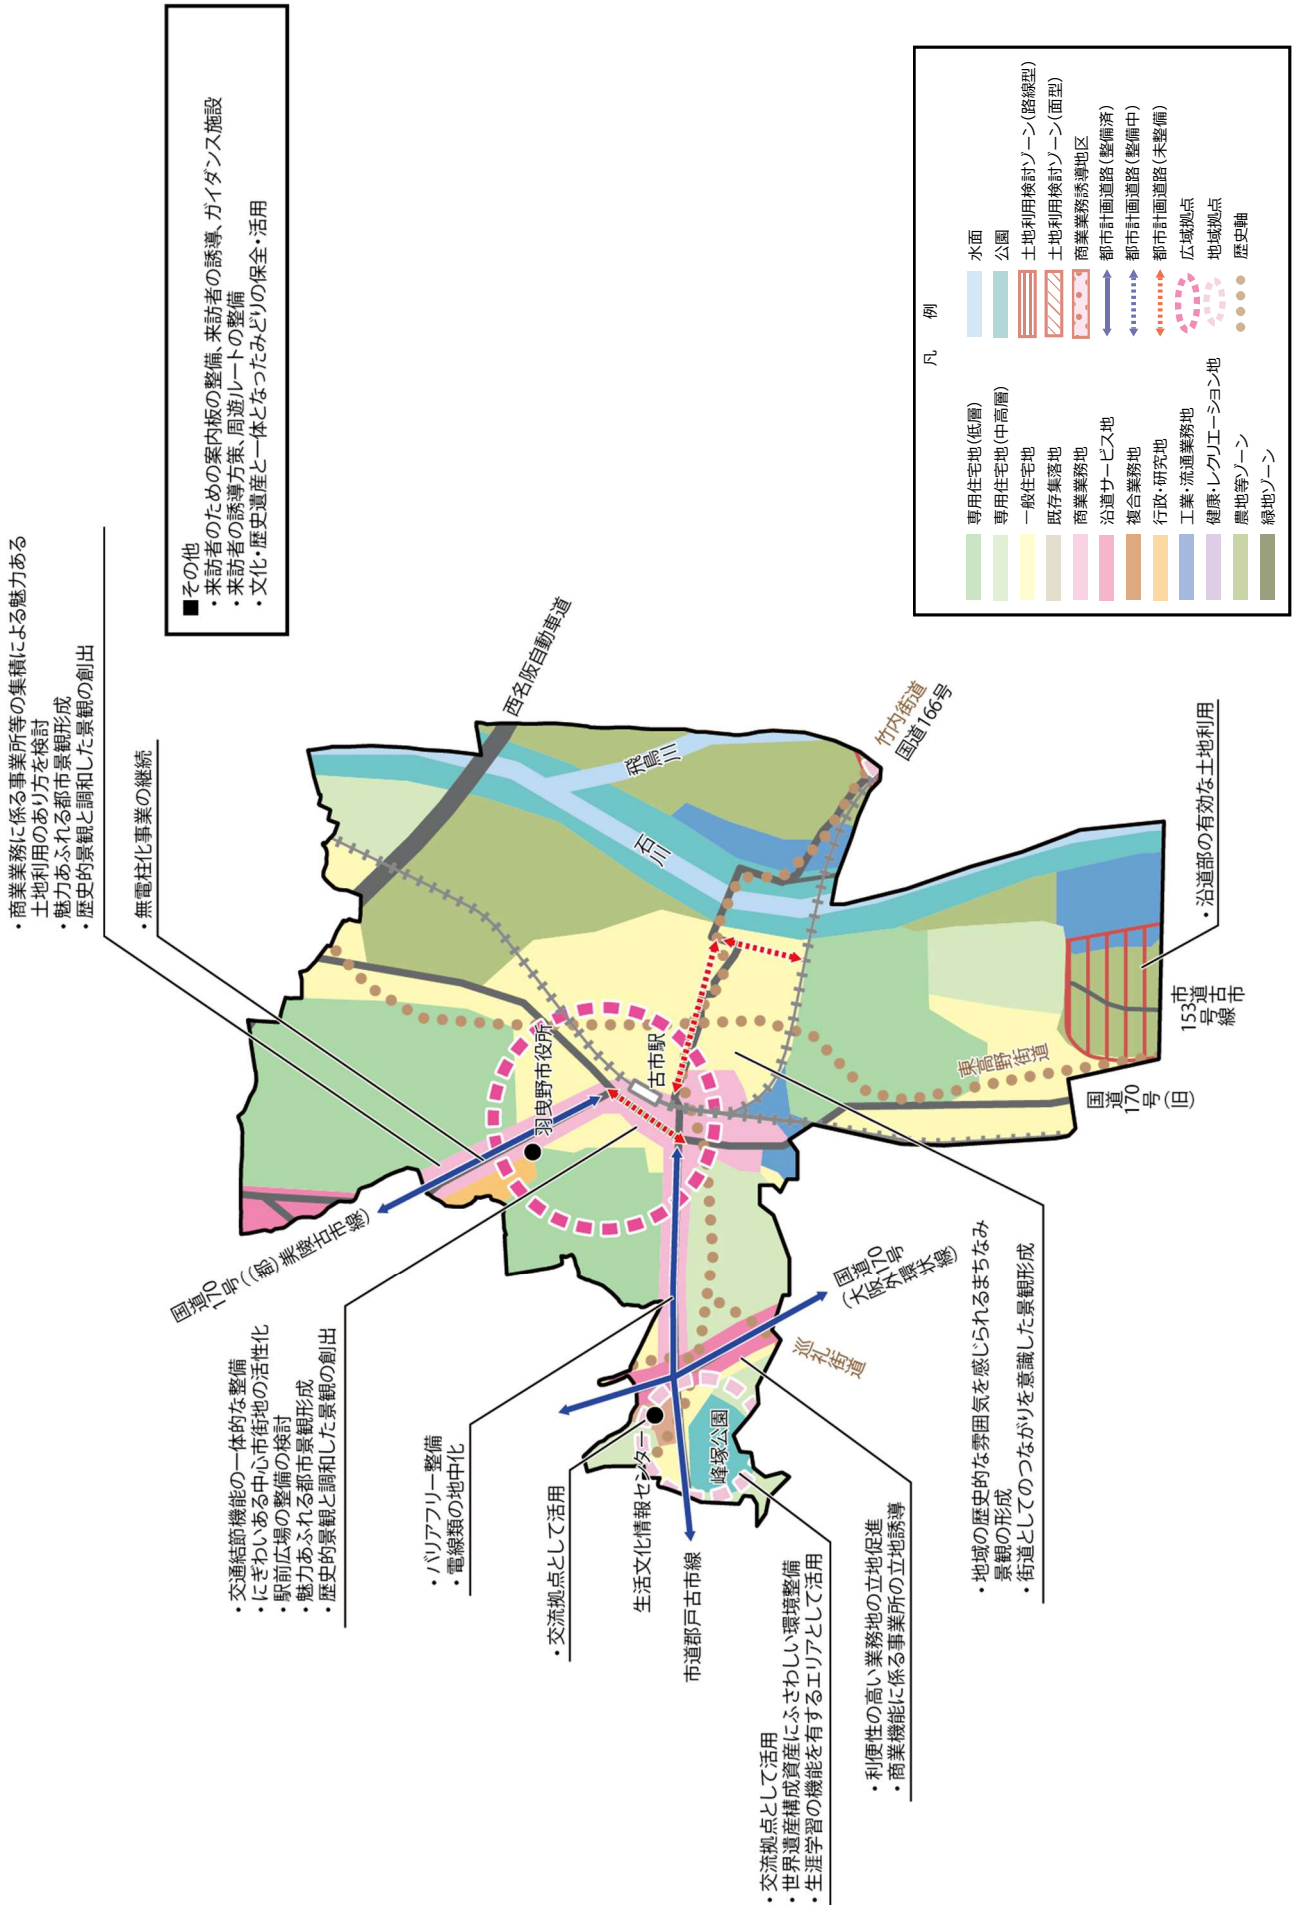 ・商業業務に係る事業所等の集積による魅力ある
土地利用のあり方を検討
・魅力あふれる都市景観形成
・歴史的景観と調和した景観の創出
・無電柱化事業の継続
■その他
・来訪者のための案内板の整備、来訪者の誘導、ガイダンス施設
・来訪者の誘導方策、周遊ルートの整備
・文化・歴史遺産と一体となったみどりの保全・活用
国道170
号((都)美陵古市線)
・交通結節機能の一体的な整備
・にぎわいある中心市街地の活性化
・駅前広場の整備の検討
・魅力あふれる都市景観形成
・歴史的景観と調和した景観の創出
・バリアフリー整備
・電線類の地中化
・交流拠点として活用
生活文化情報センター
市道郡戸古市線
・交流拠点として活用
・世界遺産構成資産にふさわしい環境整備
・生涯学習の機能を有するエリアとして活用
・利便性の高い業務地の立地促進
・商業機能に係る事業所の立地誘導
・地域の歴史的な雰囲気を感じられるまちなみ
景観の形成
・街道としてのつながりを意識した景観形成
・沿道部の有効な土地利用
西名阪自動車道
飛鳥川
石川
竹内街道
国道166号
羽曳野市役所
古市駅
峰塚公園
巡礼街道
国道170号
(大阪外環状線)
東高野街道
国道
170
号(旧)
市道古市
153号線
凡 例
専用住宅地(低層)
専用住宅地(中高層)
一般住宅地
既存集落地
商業業務地
沿道サービス地
複合業務地
行政・研究地
工業・流通業務地
健康・レクリエーション地
農地等ゾーン
緑地ゾーン
水面
公園
土地利用検討ゾーン(路線型)
土地利用検討ゾーン(面型)
商業業務誘導地区
都市計画道路(整備済)
都市計画道路(整備中)
都市計画道路(未整備)
広域拠点
地域拠点
歴史軸